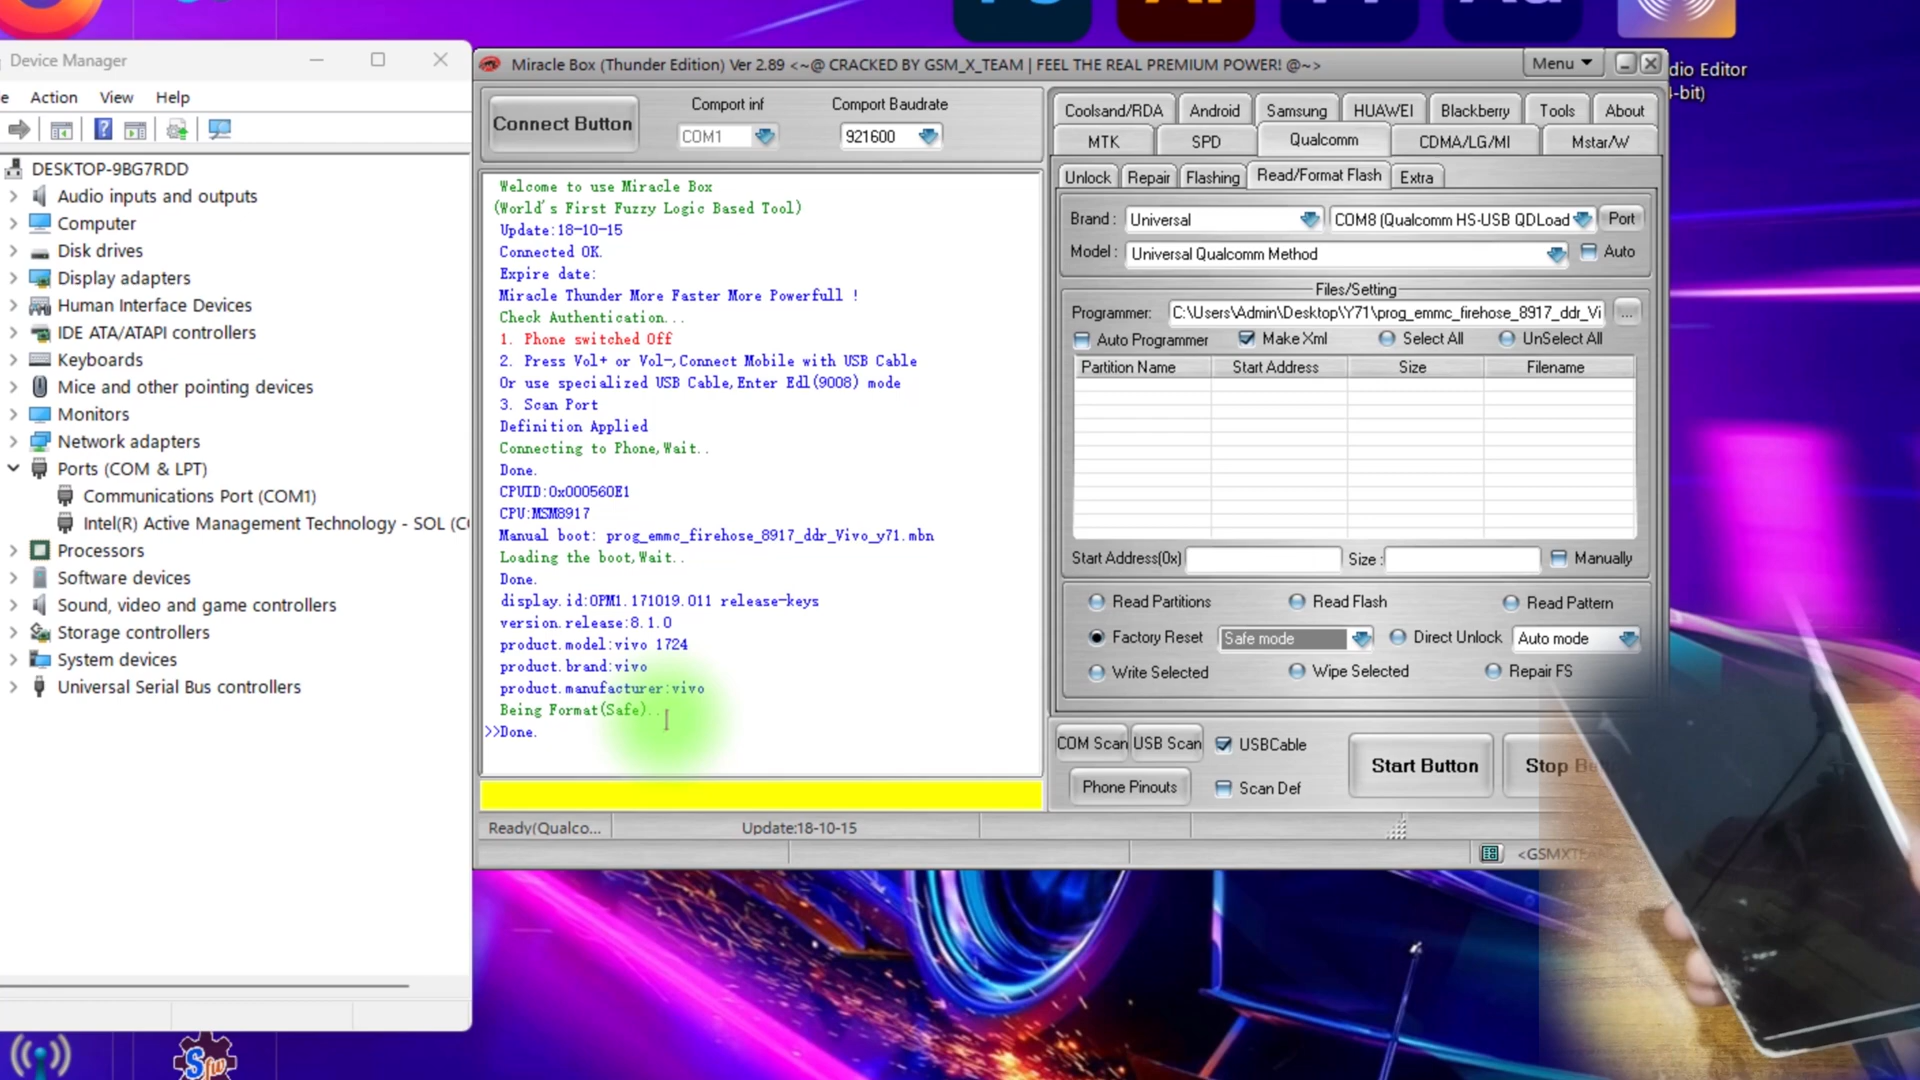 Device Manager
Action View Help
DESKTOP-9BG7RDD
Audio inputs and outputs
Computer
Disk drives
Display adapters
Human Interface Devices
IDE ATA/ATAPI controllers
Keyboards
Mice and other pointing devices
Monitors
Network adapters
Ports (COM & LPT)
Communications Port (COM1)
Intel(R) Active Management Technology - SOL (C
Processors
Software devices
Sound, video and game controllers
Storage controllers
System devices
Universal Serial Bus controllers
Miracle Box (Thunder Edition) Ver 2.89 <~@ CRACKED BY GSM_X_TEAM | FEEL THE REAL PREMIUM POWER! @~>
Menu
Connect Button
Comport inf
COM1
Comport Baudrate
921600
Welcome to use Miracle Box
(World's First Fuzzy Logic Based Tool)
Update:18-10-15
Connected OK.
Expire date:
Miracle Thunder More Faster More Powerfull !
Check Authentication...
1. Phone switched Off
2. Press Vol+ or Vol-,Connect Mobile with USB Cable
Or use specialized USB Cable,Enter Edl(9008) mode
3. Scan Port
Definition Applied
Connecting to Phone,Wait..
Done.
CPUID:0x000560E1
CPU:MSM8917
Manual boot: prog_emmc_firehose_8917_ddr_Vivo_y71.mbn
Loading the boot,Wait..
Done.
display.id:OPM1.171019.011 release-keys
version.release:8.1.0
product.model:vivo 1724
product.brand:vivo
product.manufacturer:vivo
Being Format(Safe)..
>>Done.
Ready(Qualco...
Update:18-10-15
Coolsand/RDA Android Samsung HUAWEI Blackberry Tools About
MTK SPD Qualcomm CDMA/LG/MI Mstar/W
Unlock Repair Flashing Read/Format Flash Extra
Brand : Universal COM8 (Qualcomm HS-USB QDLoad Port
Model : Universal Qualcomm Method Auto
Files/Setting
Programmer: C:\Users\Admin\Desktop\Y71\prog_emmc_firehose_8917_ddr_Vi ...
Auto Programmer Make Xml Select All UnSelect All
Partition Name Start Address Size Filename
Start Address(0x) Size : Manually
Read Partitions Read Flash Read Pattern
Factory Reset Safe mode Direct Unlock Auto mode
Write Selected Wipe Selected Repair FS
COM Scan USB Scan USBCable
Phone Pinouts Scan Def
Start Button Stop
<GSMXTE
dio Editor
-bit)
Sfw